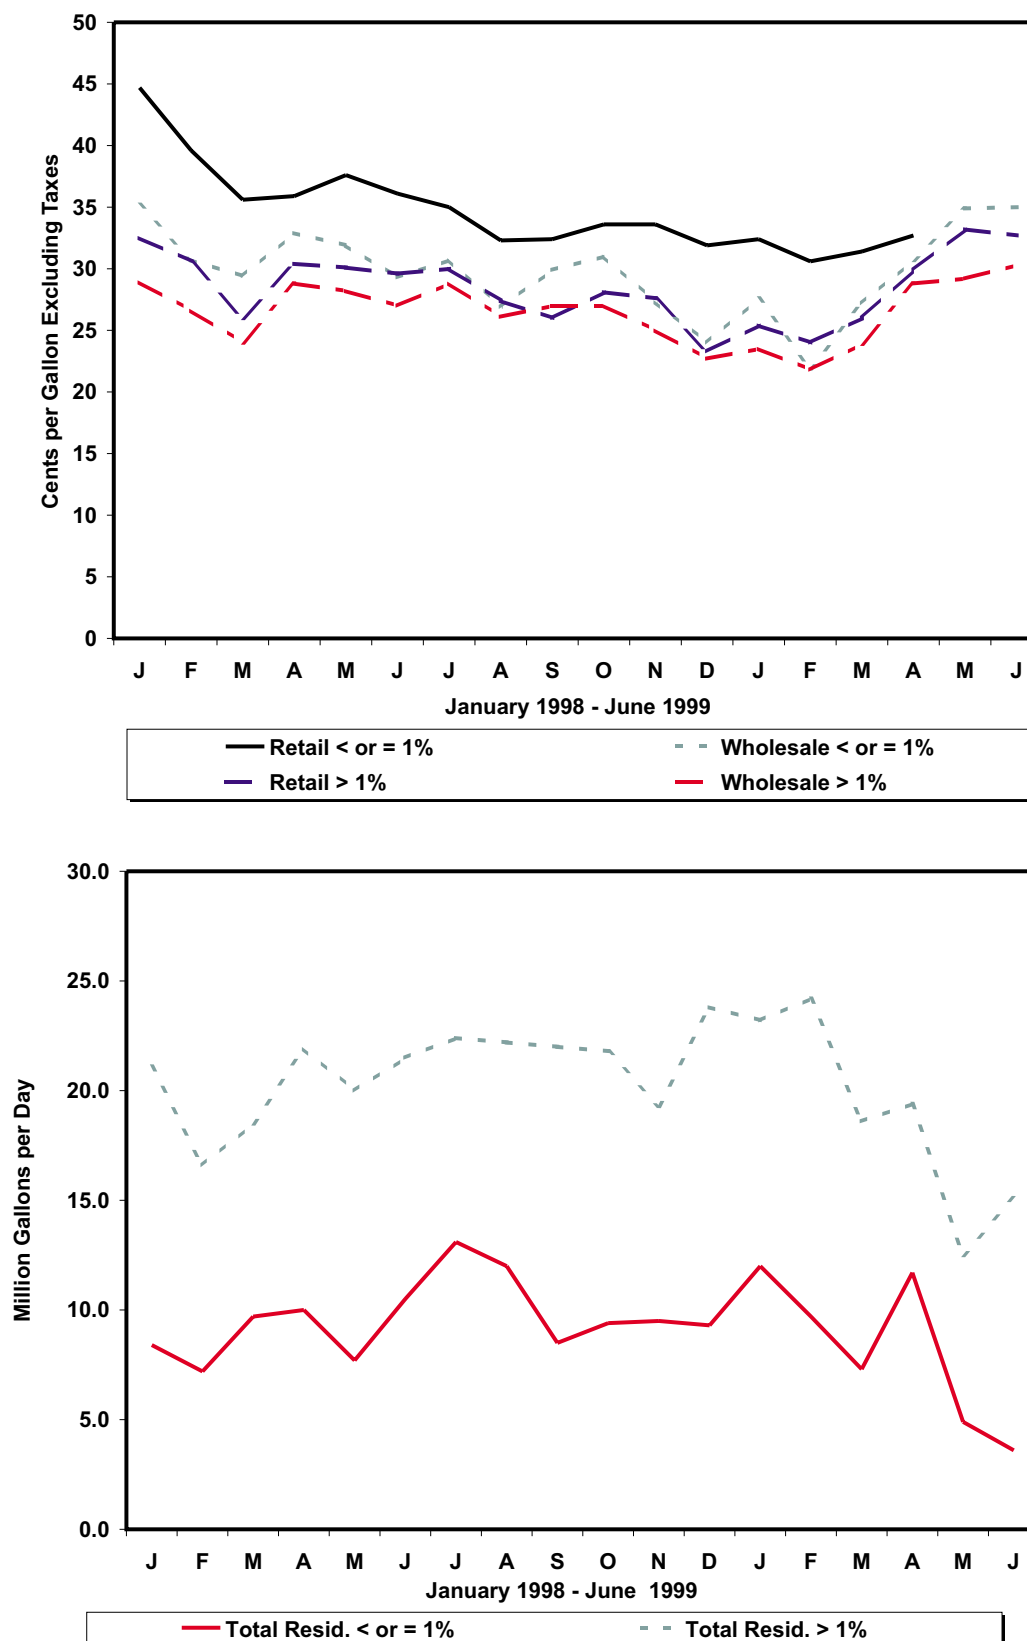 50
45
40
35
30
25
20
15
10
5
0
Cents per Gallon Excluding Taxes
J F M A M J J A S O N D J F M A M J
January 1998 - June 1999
Retail < or = 1% Wholesale < or = 1%
Retail > 1% Wholesale > 1%
30.0
25.0
20.0
15.0
10.0
5.0
0.0
Million Gallons per Day
J F M A M J J A S O N D J F M A M J
January 1998 - June 1999
Total Resid. < or = 1% Total Resid. > 1%